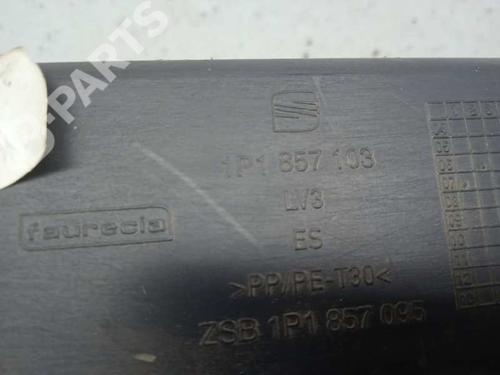 B-PARTS
1P1 857 103
LV3
faurecia
ES
>PP/PE-T30<
ZSB 1P1 857 095